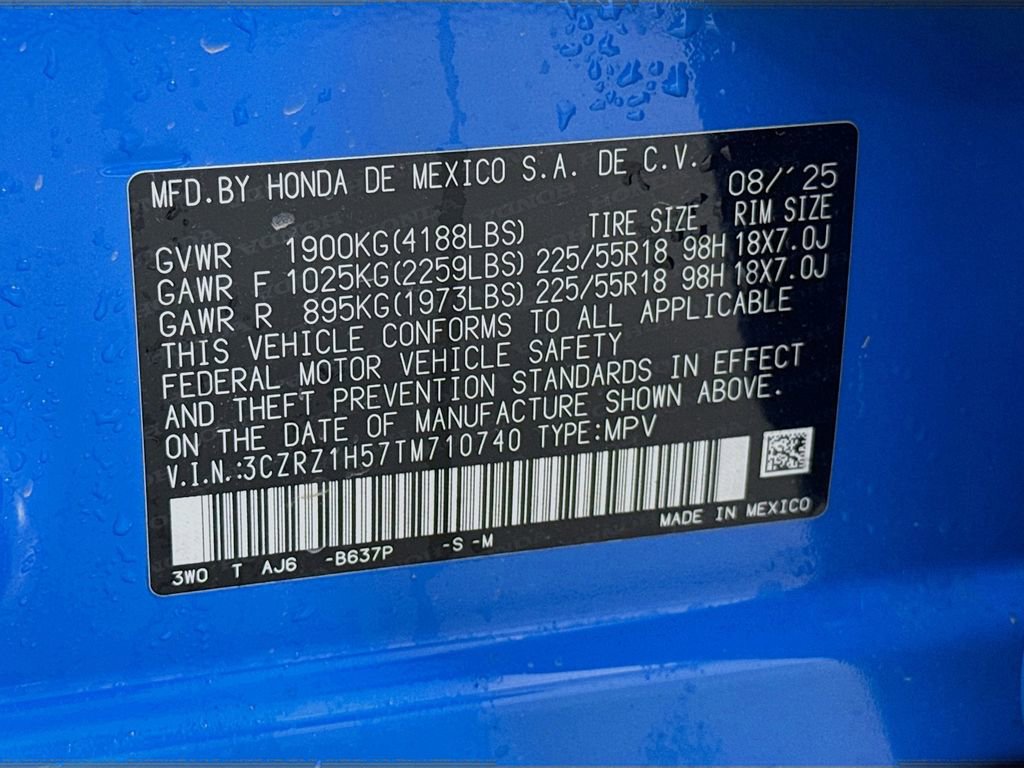 MFD.BY HONDA DE MEXICO S.A. DE C.V. 08/'25
TIRE SIZE RIM SIZE
GVWR 1900KG(4188LBS)
GAWR F 1025KG(2259LBS) 225/55R18 98H 18X7.0J
GAWR R 895KG(1973LBS) 225/55R18 98H 18X7.0J
THIS VEHICLE CONFORMS TO ALL APPLICABLE
FEDERAL MOTOR VEHICLE SAFETY
AND THEFT PREVENTION STANDARDS IN EFFECT
ON THE DATE OF MANUFACTURE SHOWN ABOVE.
V.I.N.:3CZRZ1H57TM710740 TYPE:MPV
MADE IN MEXICO
3W0 T AJ6 -B637P -S -M